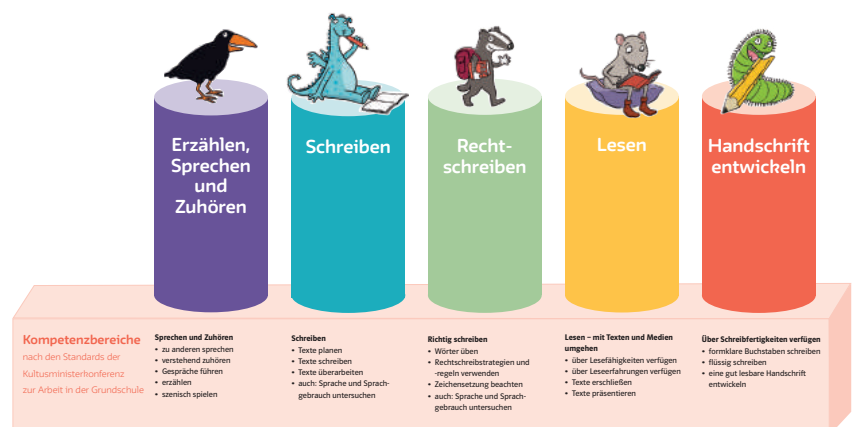 Erzählen,
Sprechen
und
Zuhören
Schreiben
Recht-
schreiben
Lesen
Handschrift
entwickeln
Kompetenzbereiche
nach den Standards der
Kultusministerkonferenz
zur Arbeit in der Grundschule
Sprechen und Zuhören
• zu anderen sprechen
• verstehend zuhören
• Gespräche führen
• erzählen
• szenisch spielen
Schreiben
• Texte planen
• Texte schreiben
• Texte überarbeiten
• auch: Sprache und Sprach-
gebrauch untersuchen
Richtig schreiben
• Wörter üben
• Rechtschreibstrategien und
-regeln verwenden
• Zeichensetzung beachten
• auch: Sprache und Sprach-
gebrauch untersuchen
Lesen – mit Texten und Medien
umgehen
• über Lesefähigkeiten verfügen
• über Leseerfahrungen verfügen
• Texte erschließen
• Texte präsentieren
Über Schreibfertigkeiten verfügen
• formklare Buchstaben schreiben
• flüssig schreiben
• eine gut lesbare Handschrift
entwickeln